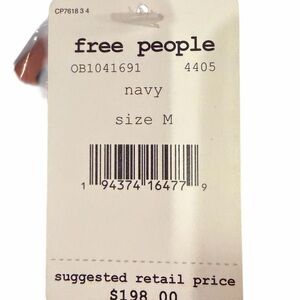 CP7618 3 4
free people
OB1041691 4405
navy
size M
1 94374 16477 9
suggested retail price
$198.00